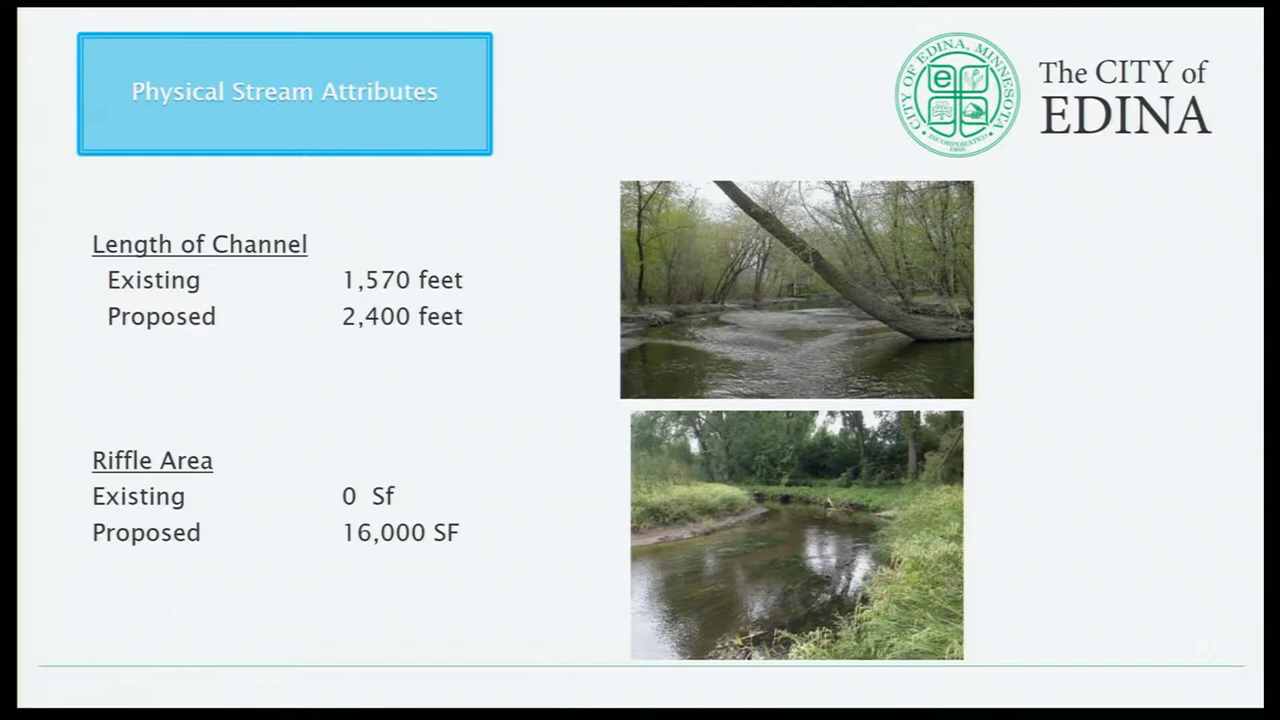 Physical Stream Attributes
CITY OF EDINA, MINNESOTA
e
INCORPORATED
1888
The CITY of
EDINA
Length of Channel
Existing 1,570 feet
Proposed 2,400 feet
Riffle Area
Existing 0 Sf
Proposed 16,000 SF